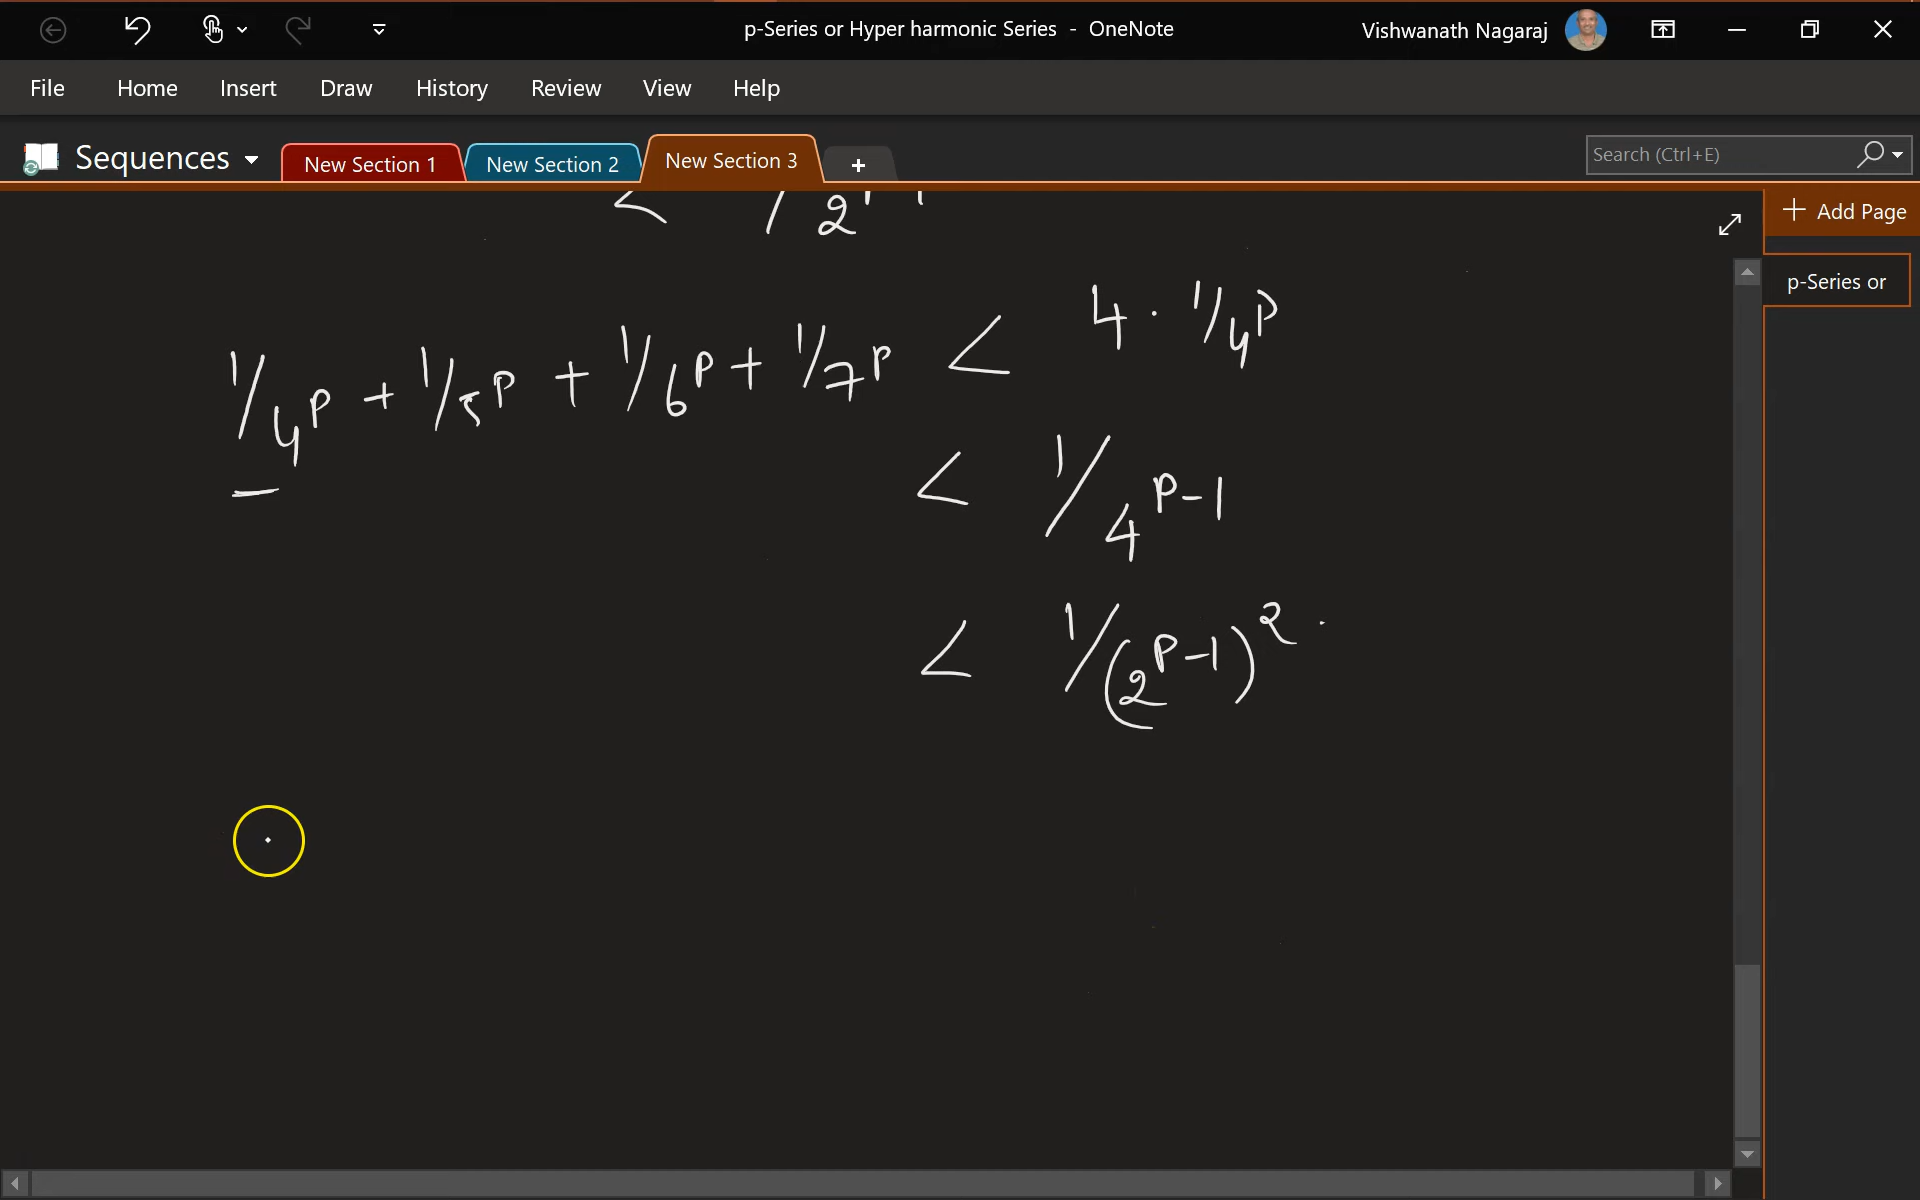 p-Series or Hyper harmonic Series - OneNote
Vishwanath Nagaraj
File Home Insert Draw History Review View Help
Sequences
New Section 1
New Section 2
New Section 3
+
Search (Ctrl+E)
+ Add Page
p-Series or
< 1/2
1/4^p + 1/5^p + 1/6^p + 1/7^p < 4 · 1/4^p
< 1/4^{p-1}
< 1/(2^{p-1})^2 .